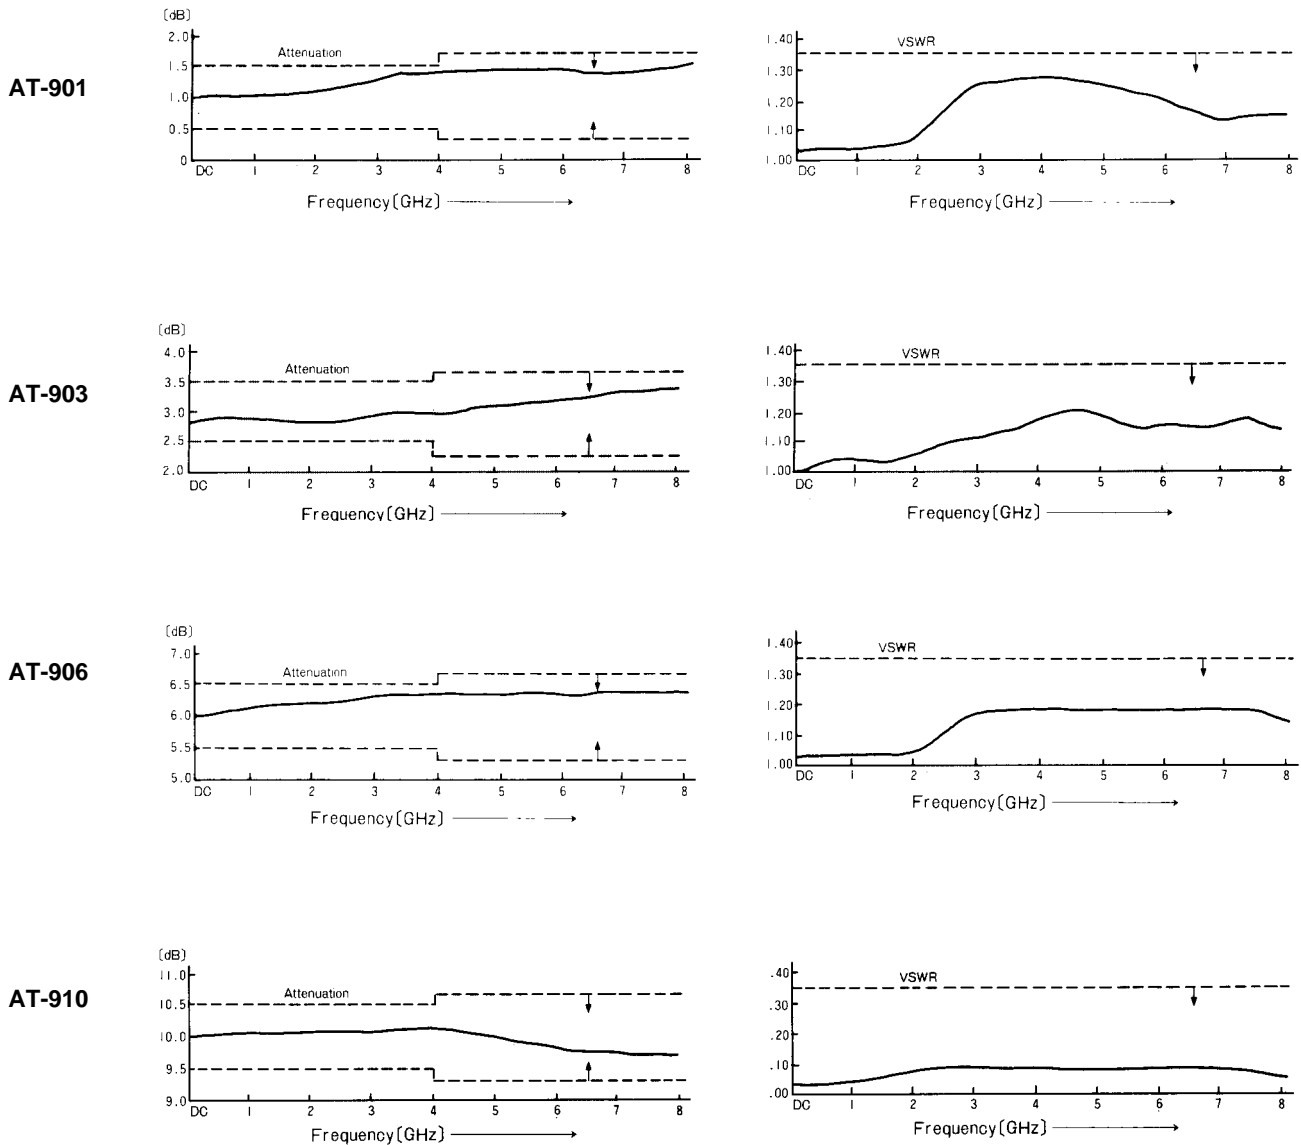 AT-901
[dB]
2.0
Attenuation
1.5
1.0
0.5
0
DC 1 2 3 4 5 6 7 8
Frequency[GHz]
1.40
VSWR
1.30
1.20
1.10
1.00
DC 1 2 3 4 5 6 7 8
Frequency[GHz]
AT-903
[dB]
4.0
Attenuation
3.5
3.0
2.5
2.0
DC 1 2 3 4 5 6 7 8
Frequency[GHz]
1.40
VSWR
1.30
1.20
1.10
1.00
DC 1 2 3 4 5 6 7 8
Frequency[GHz]
AT-906
[dB]
7.0
Attenuation
6.5
6.0
5.5
5.0
DC 1 2 3 4 5 6 7 8
Frequency[GHz]
1.40
VSWR
1.30
1.20
1.10
1.00
DC 1 2 3 4 5 6 7 8
Frequency[GHz]
AT-910
[dB]
11.0
Attenuation
10.5
10.0
9.5
9.0
DC 1 2 3 4 5 6 7 8
Frequency[GHz]
.40
VSWR
.30
.20
.10
.00
DC 1 2 3 4 5 6 7 8
Frequency[GHz]